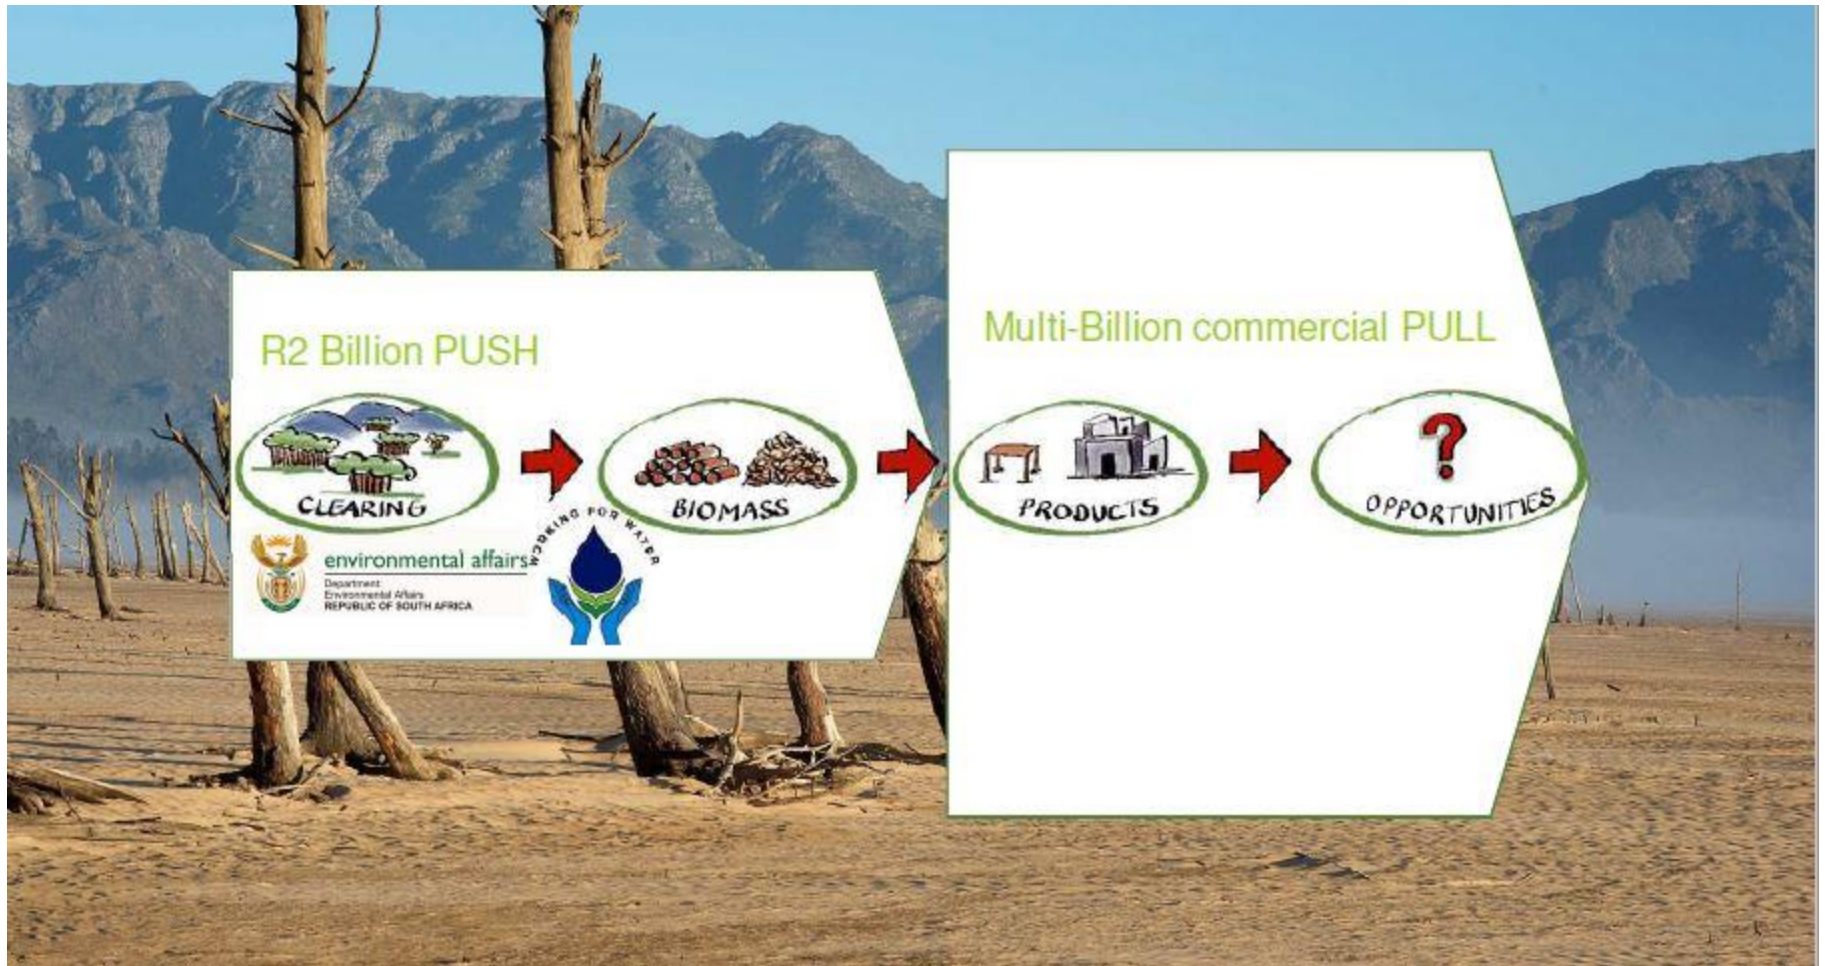 R2 Billion PUSH
CLEARING
BIOMASS
environmental affairs
Department:
Environmental Affairs
REPUBLIC OF SOUTH AFRICA
WORKING FOR WATER
Multi-Billion commercial PULL
PRODUCTS
?
OPPORTUNITIES